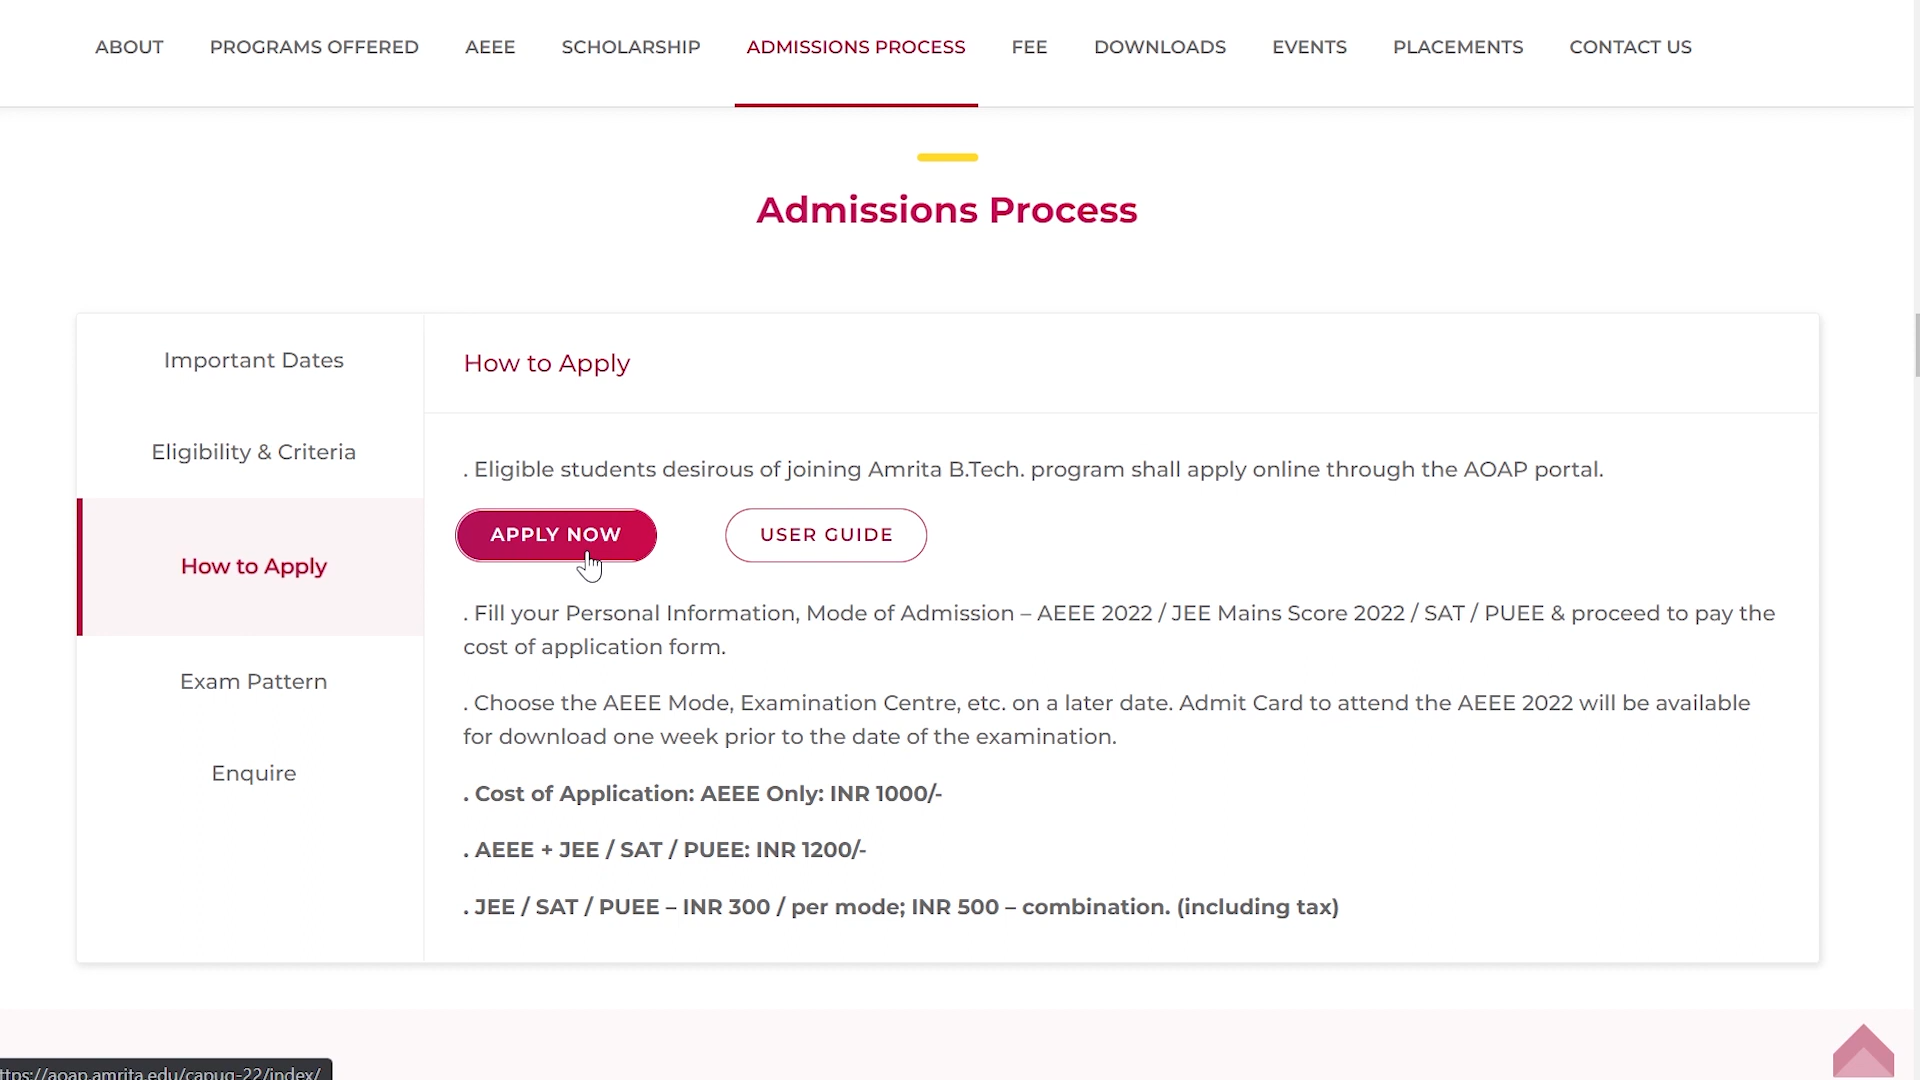 ABOUT PROGRAMS OFFERED AEEE SCHOLARSHIP ADMISSIONS PROCESS FEE DOWNLOADS EVENTS PLACEMENTS CONTACT US
Admissions Process
Important Dates
Eligibility & Criteria
How to Apply
Exam Pattern
Enquire
How to Apply
. Eligible students desirous of joining Amrita B.Tech. program shall apply online through the AOAP portal.
APPLY NOW USER GUIDE
. Fill your Personal Information, Mode of Admission – AEEE 2022 / JEE Mains Score 2022 / SAT / PUEE & proceed to pay the
cost of application form.
. Choose the AEEE Mode, Examination Centre, etc. on a later date. Admit Card to attend the AEEE 2022 will be available
for download one week prior to the date of the examination.
. Cost of Application: AEEE Only: INR 1000/-
. AEEE + JEE / SAT / PUEE: INR 1200/-
. JEE / SAT / PUEE – INR 300 / per mode; INR 500 – combination. (including tax)
ttps://aoap.amrita.edu/capug-22/index/